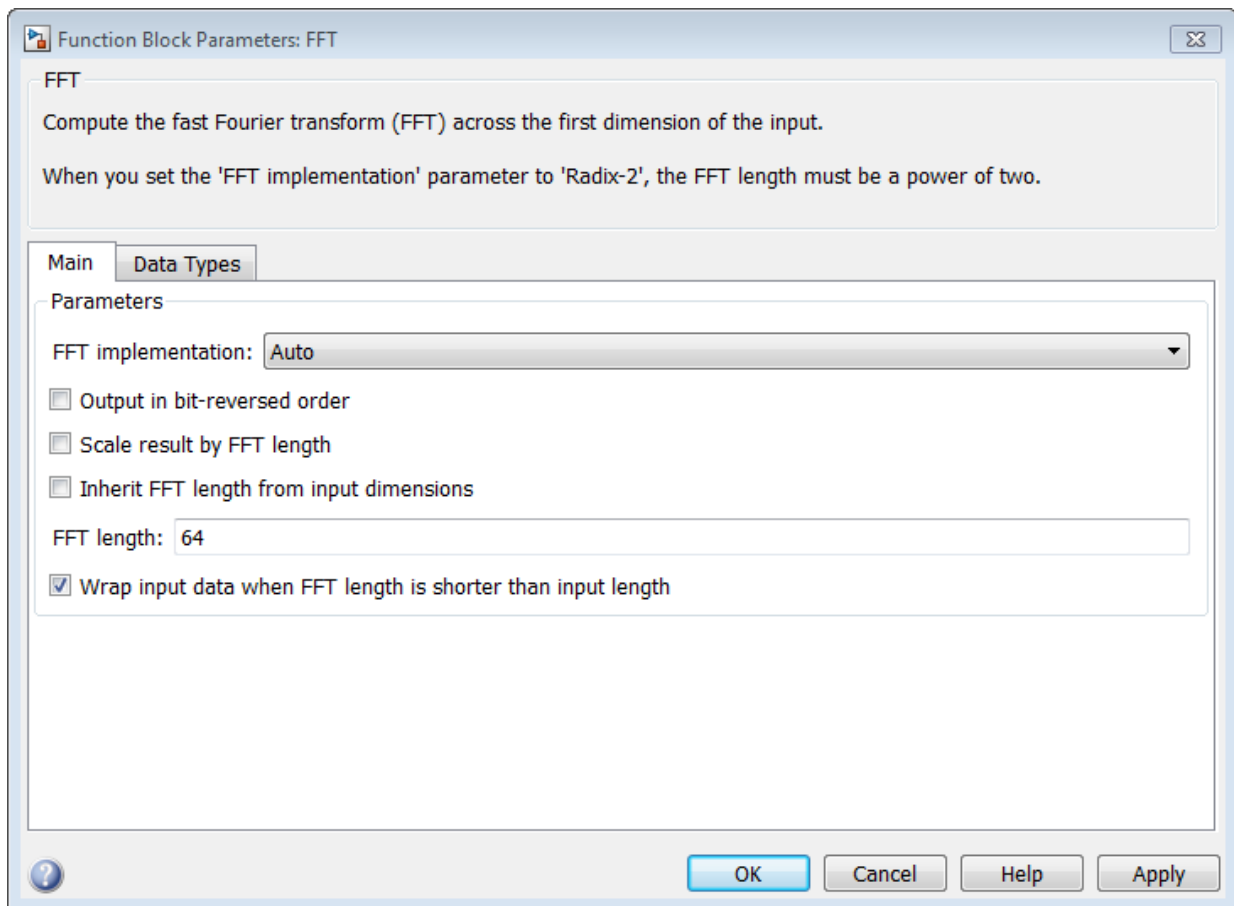 Function Block Parameters: FFT
FFT
Compute the fast Fourier transform (FFT) across the first dimension of the input.
When you set the 'FFT implementation' parameter to 'Radix-2', the FFT length must be a power of two.
Main Data Types
Parameters
FFT implementation: Auto
Output in bit-reversed order
Scale result by FFT length
Inherit FFT length from input dimensions
FFT length: 64
Wrap input data when FFT length is shorter than input length
? OK Cancel Help Apply